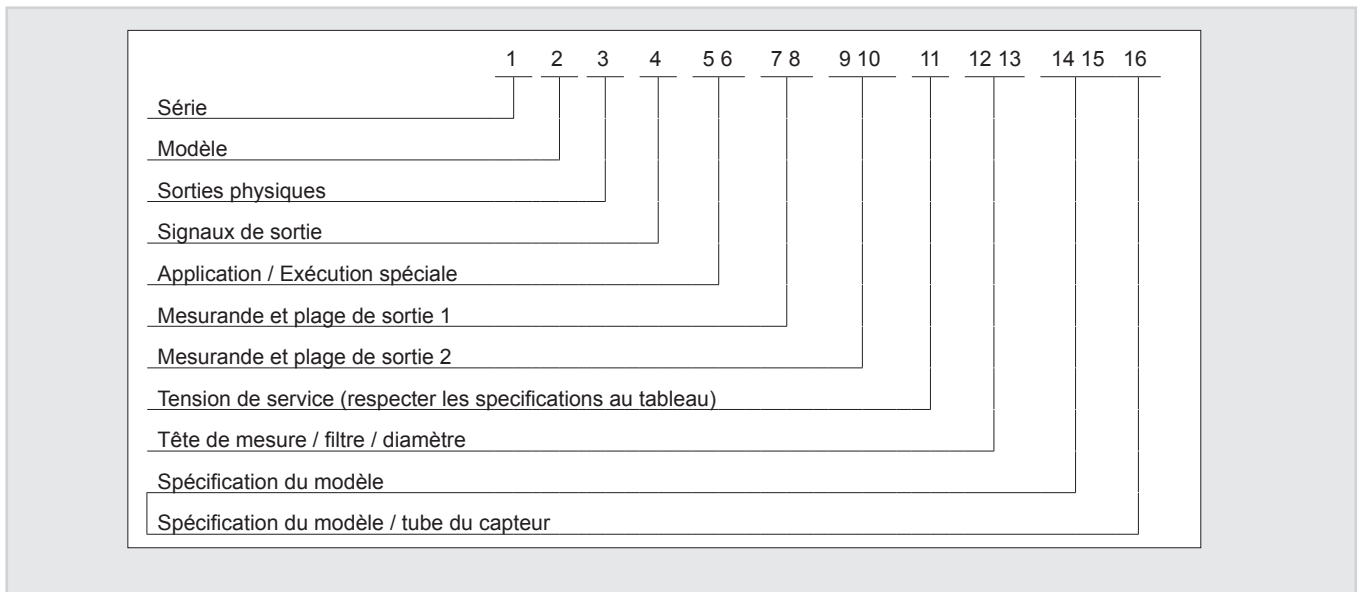 1 2 3 4 5 6 7 8 9 10 11 12 13 14 15 16
Série
Modèle
Sorties physiques
Signaux de sortie
Application / Exécution spéciale
Mesurande et plage de sortie 1
Mesurande et plage de sortie 2
Tension de service (respecter les specifications au tableau)
Tête de mesure / filtre / diamètre
Spécification du modèle
Spécification du modèle / tube du capteur